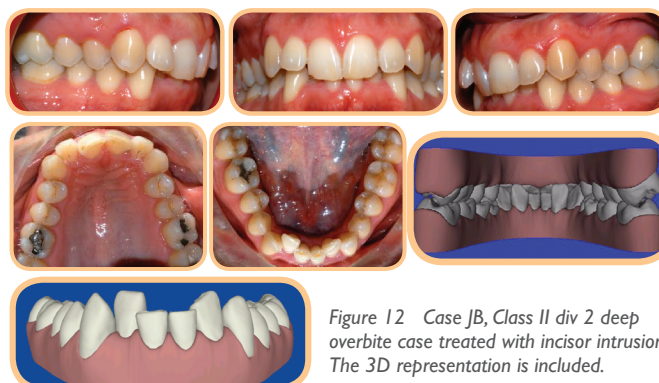 Figure 12 Case JB, Class II div 2 deep
overbite case treated with incisor intrusion
The 3D representation is included.